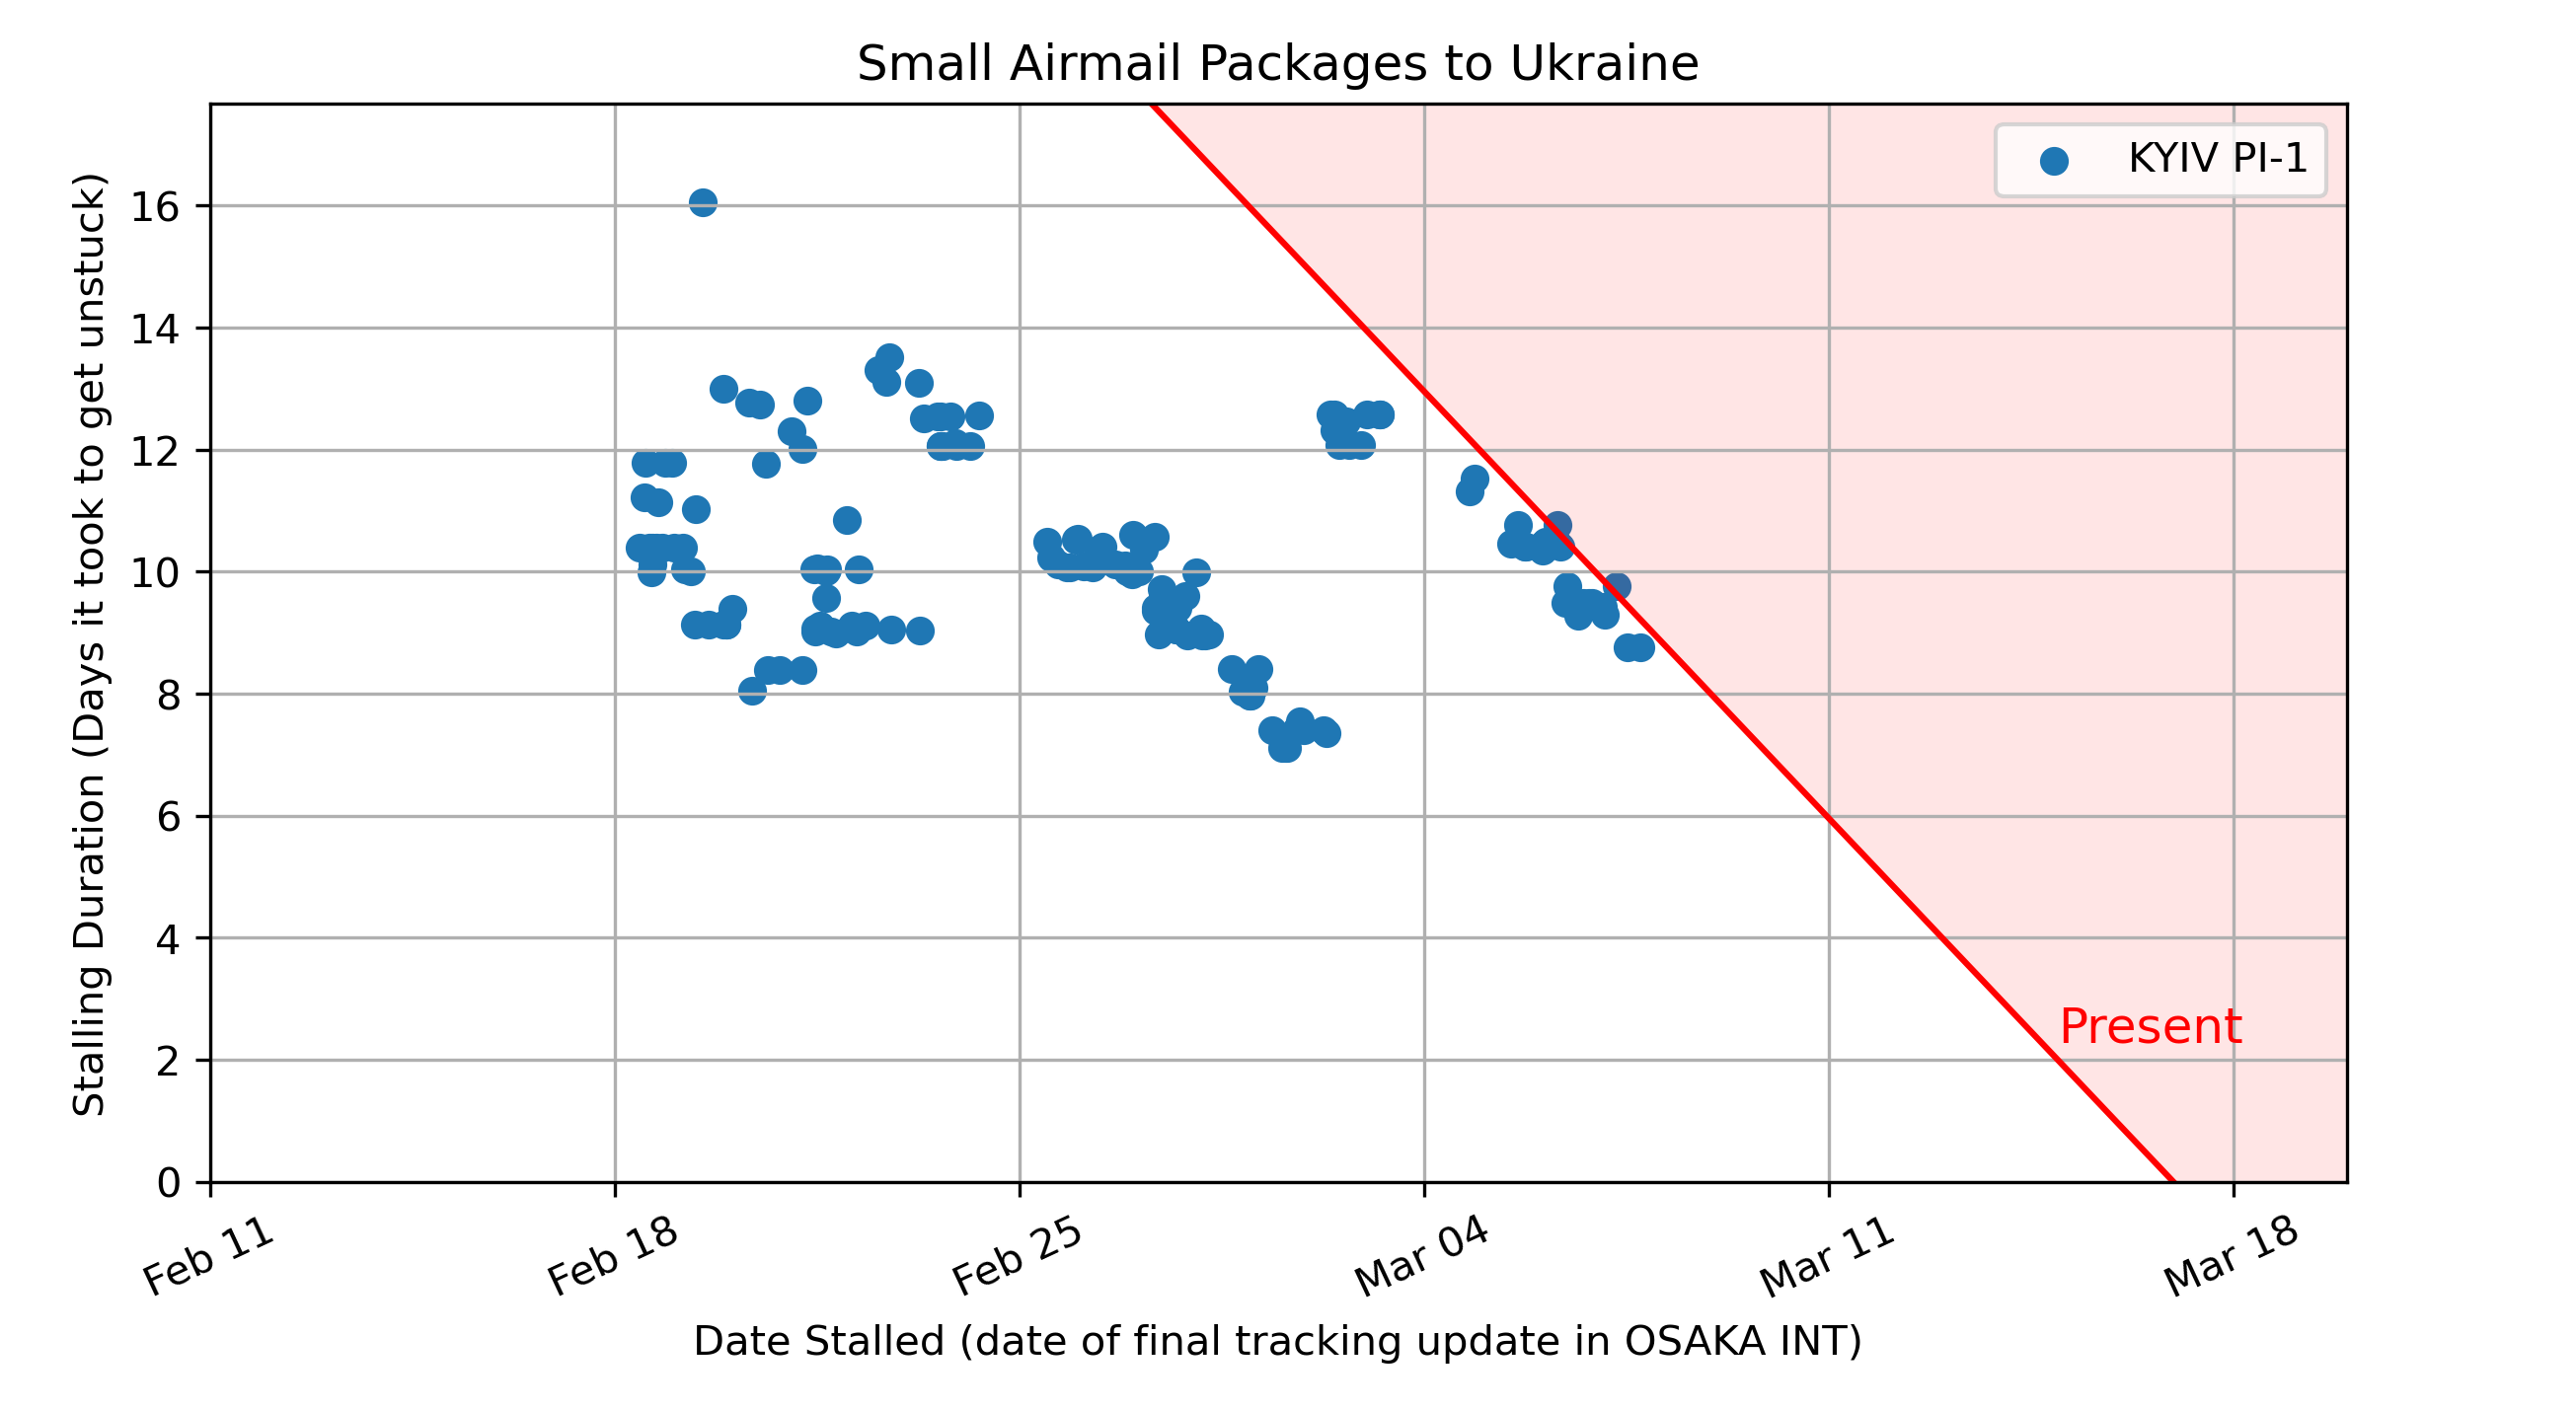 Small Airmail Packages to Ukraine
KYIV PI-1
Stalling Duration (Days it took to get unstuck)
16
14
12
10
8
6
4
2
0
Present
Feb 11
Feb 18
Feb 25
Mar 04
Mar 11
Mar 18
Date Stalled (date of final tracking update in OSAKA INT)